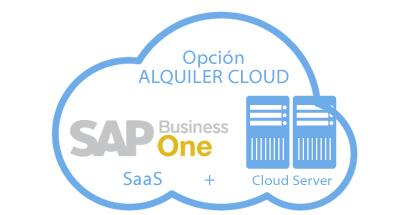 Opción
ALQUILER CLOUD
SAP Business
One
SaaS + Cloud Server